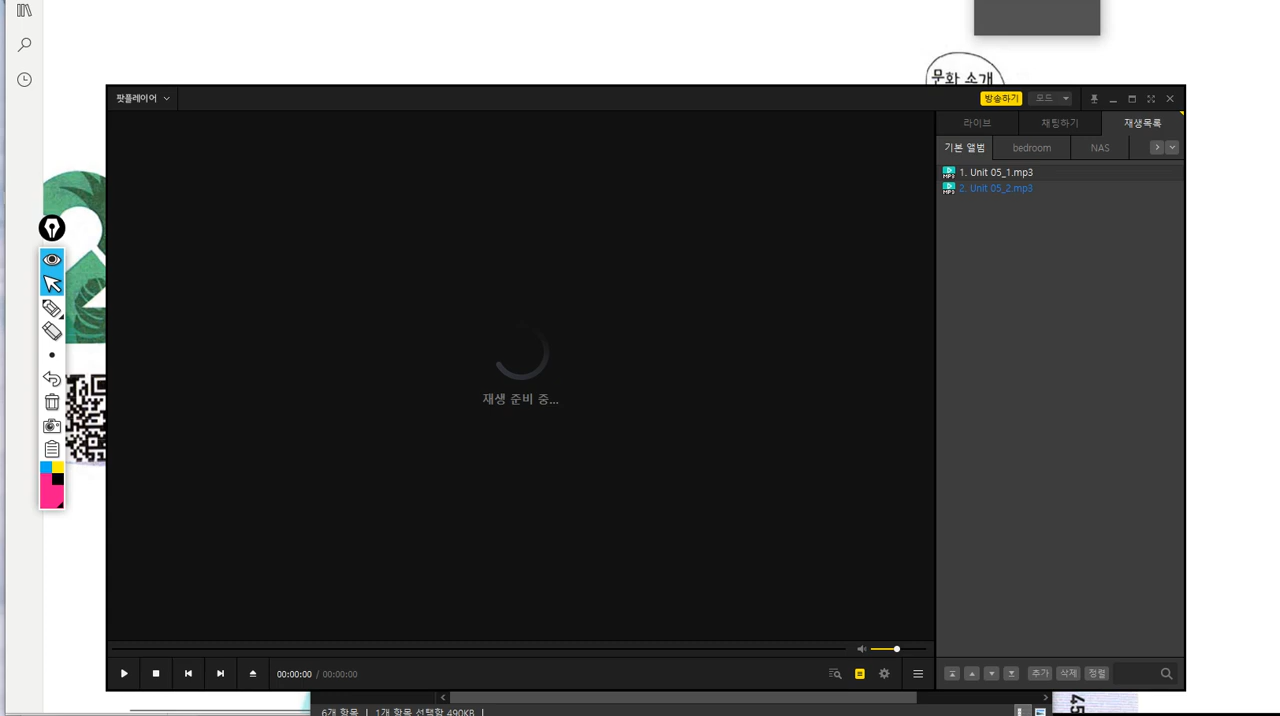 문화 소개
팟플레이어
방송하기
모드
라이브
채팅하기
재생목록
기본 앨범
bedroom
NAS
MP3
1. Unit 05_1.mp3
MP3
2. Unit 05_2.mp3
재생 준비 중...
00:00:00 / 00:00:00
추가
삭제
정렬
6개 항목 | 1개 항목 선택함 490KB |
45